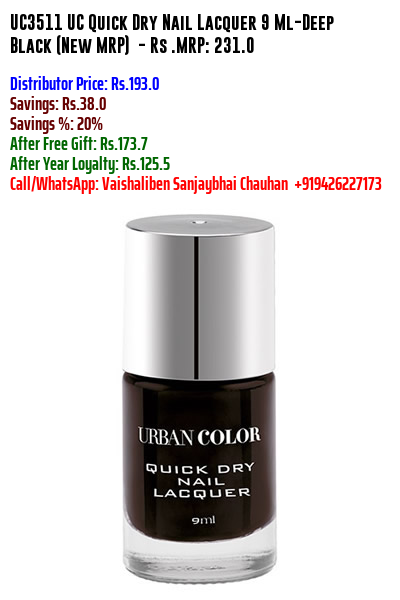 UC3511 UC Quick Dry Nail Lacquer 9 Ml-Deep
Black (New MRP) - Rs .MRP: 231.0
Distributor Price: Rs.193.0
Savings: Rs.38.0
Savings %: 20%
After Free Gift: Rs.173.7
After Year Loyalty: Rs.125.5
Call/WhatsApp: Vaishaliben Sanjaybhai Chauhan +919426227173
URBAN COLOR
QUICK DRY
NAIL
LACQUER
9ml